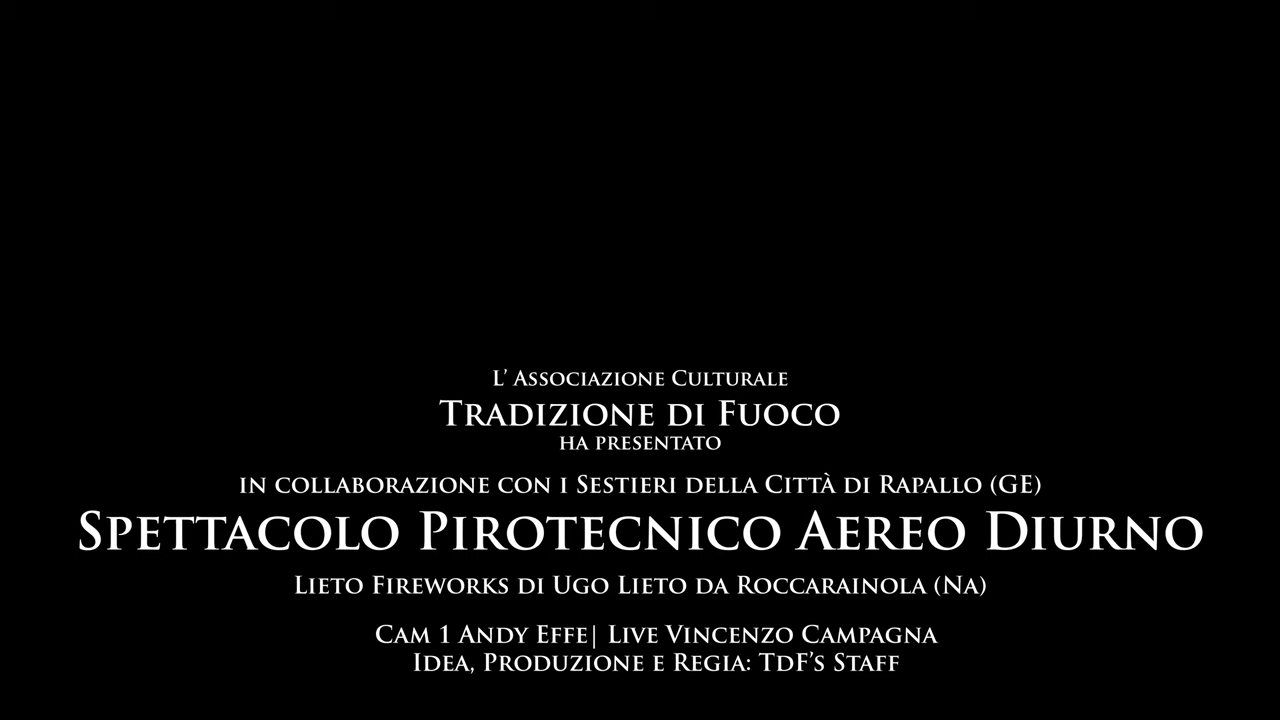 L' Associazione Culturale
Tradizione di Fuoco
ha presentato
in collaborazione con i Sestieri della Città di Rapallo (GE)
Spettacolo Pirotecnico Aereo Diurno
Lieto Fireworks di Ugo Lieto da Roccarainola (Na)
Cam 1 Andy Effe| Live Vincenzo Campagna
Idea, Produzione e Regia: TdF's Staff